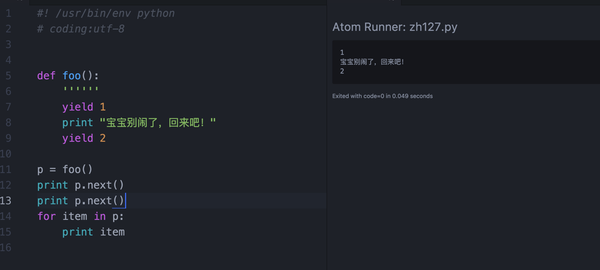 1 #! /usr/bin/env python
2 # coding:utf-8
3
4
5 def foo():
6 ''''''
7 yield 1
8 print "宝宝别闹了，回来吧！"
9 yield 2
10
11 p = foo()
12 print p.next()
13 print p.next()
14 for item in p:
15 print item
16
Atom Runner: zh127.py
1
宝宝别闹了，回来吧！
2
Exited with code=0 in 0.049 seconds